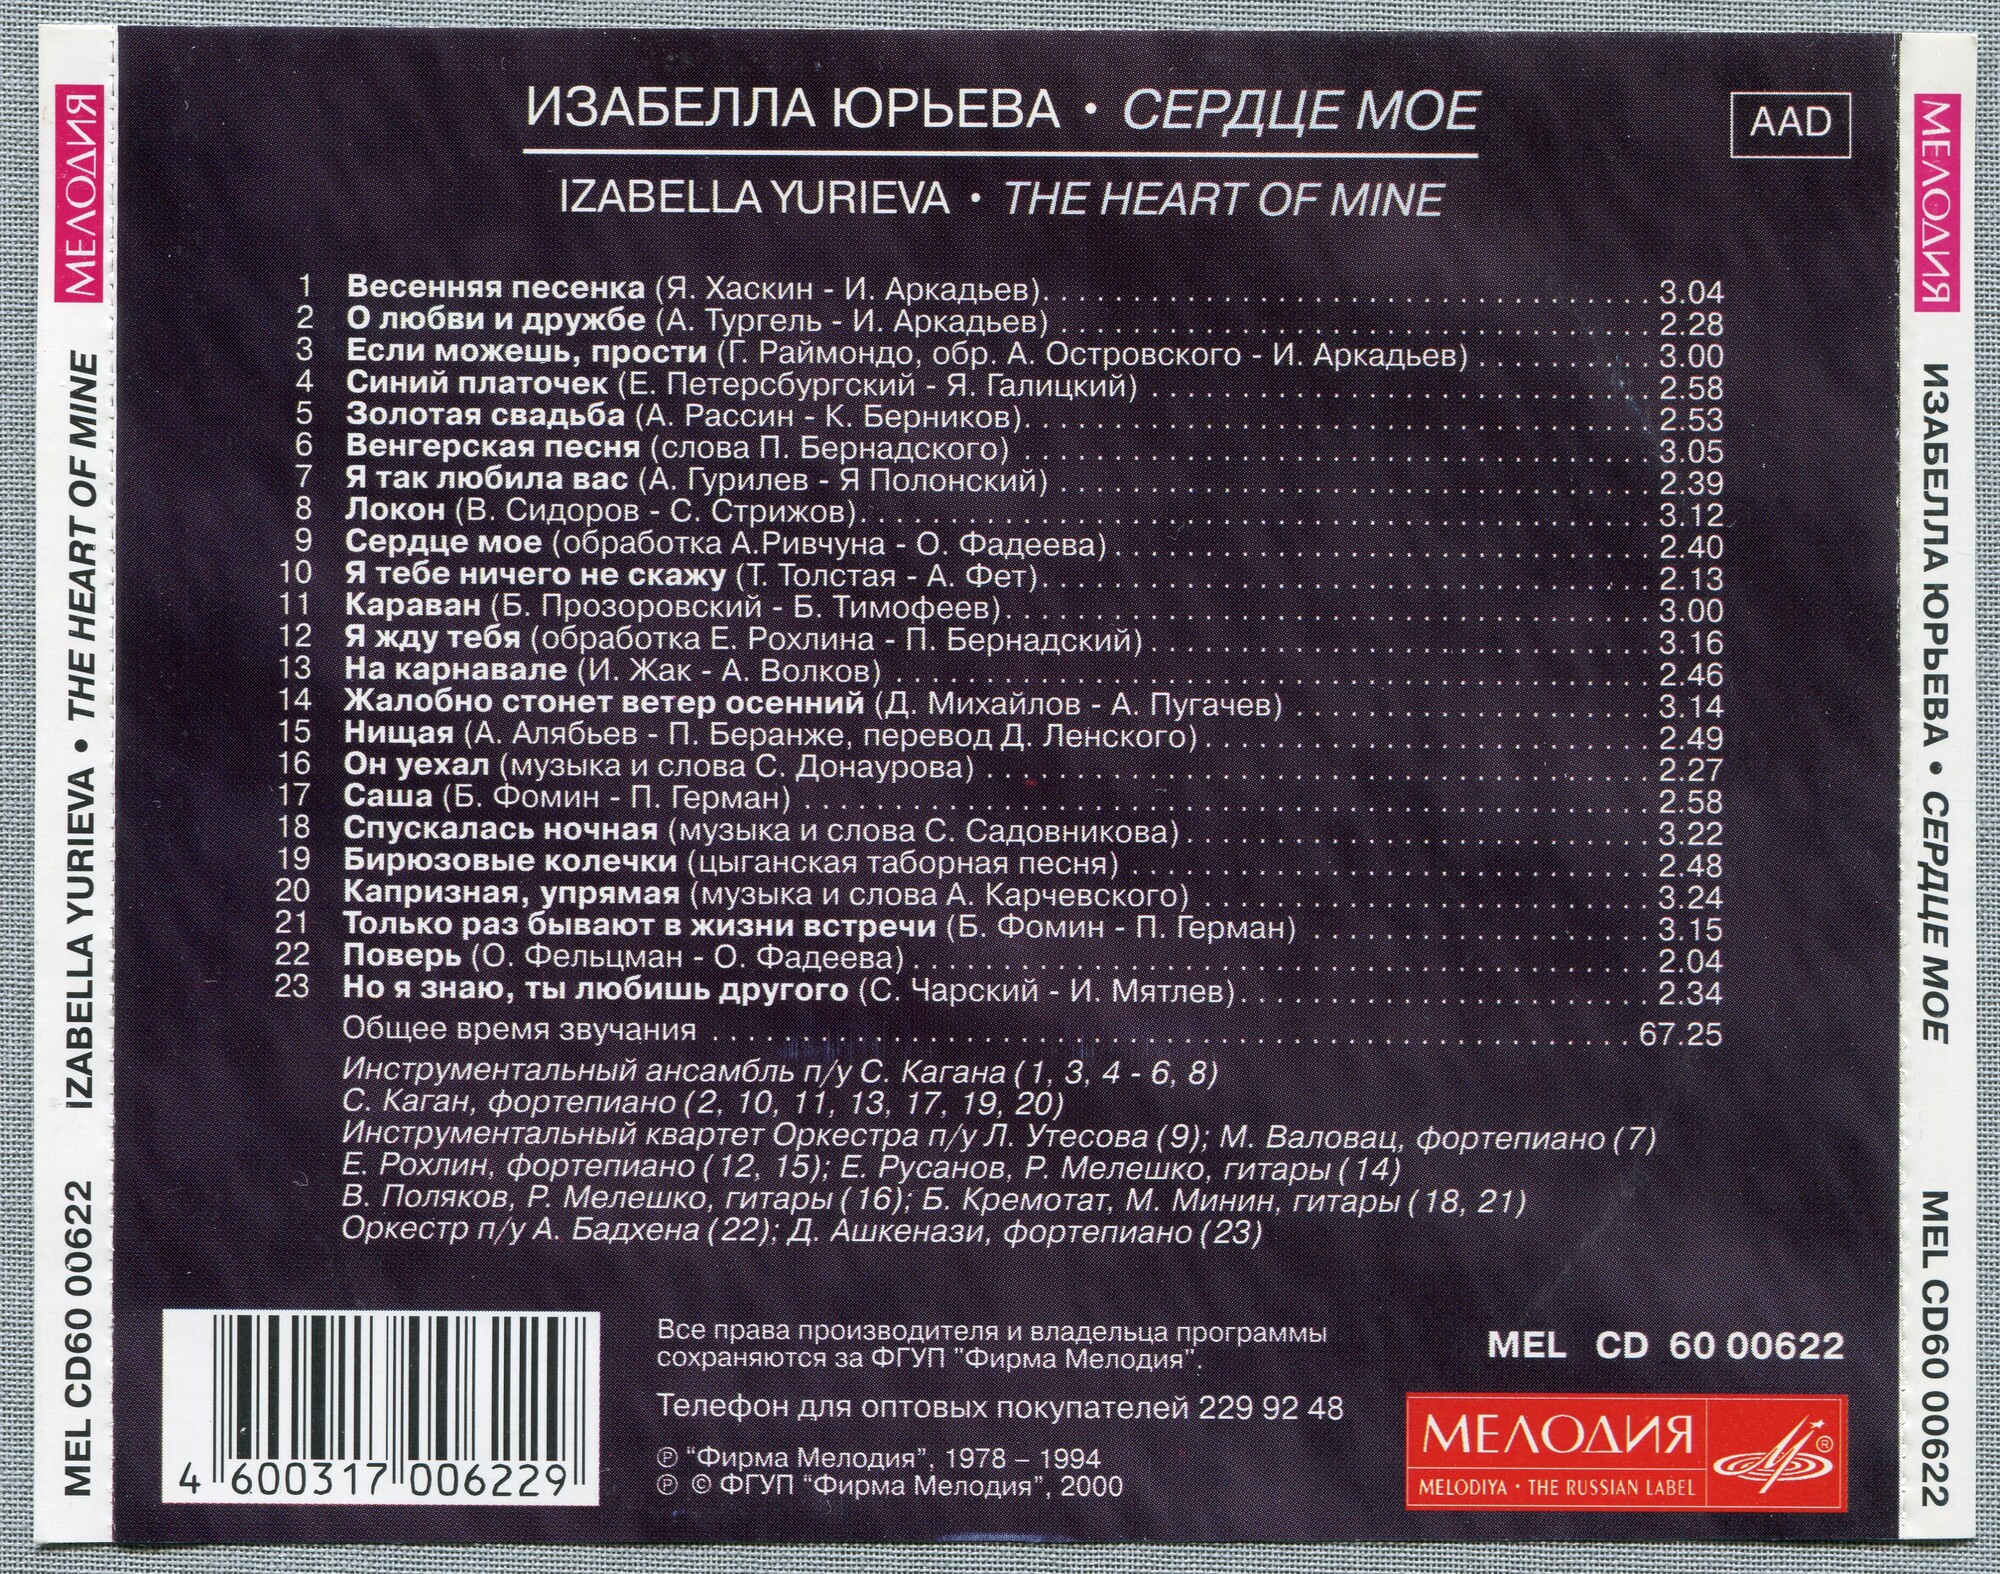 ИЗАБЕЛЛА ЮРЬЕВА • СЕРДЦЕ МОЕ
AAD
IZABELLA YURIEVA • THE HEART OF MINE
1 Весенняя песенка (Я. Хаскин - И. Аркадьев). . . . 3.04
2 О любви и дружбе (А. Тургель - И. Аркадьев) . . . . 2.28
3 Если можешь, прости (Г. Раймондо, обр. А. Островского - И. Аркадьев) . . . . 3.00
4 Синий платочек (Е. Петерсбургский - Я. Галицкий) . . . . 2.58
5 Золотая свадьба (А. Рассин - К. Берников). . . . 2.53
6 Венгерская песня (слова П. Бернадского) . . . . 3.05
7 Я так любила вас (А. Гурилев - Я Полонский) . . . . 2.39
8 Локон (В. Сидоров - С. Стрижов). . . . 3.12
9 Сердце мое (обработка А.Ривчуна - О. Фадеева) . . . . 2.40
10 Я тебе ничего не скажу (Т. Толстая - А. Фет). . . . 2.13
11 Караван (Б. Прозоровский - Б. Тимофеев). . . . 3.00
12 Я жду тебя (обработка Е. Рохлина - П. Бернадский) . . . . 3.16
13 На карнавале (И. Жак - А. Волков) . . . . 2.46
14 Жалобно стонет ветер осенний (Д. Михайлов - А. Пугачев) . . . . 3.14
15 Нищая (А. Алябьев - П. Беранже, перевод Д. Ленского) . . . . 2.49
16 Он уехал (музыка и слова С. Донаурова) . . . . 2.27
17 Саша (Б. Фомин - П. Герман) . . . . 2.58
18 Спускалась ночная (музыка и слова С. Садовникова) . . . . 3.22
19 Бирюзовые колечки (цыганская таборная песня) . . . . 2.48
20 Капризная, упрямая (музыка и слова А. Карчевского) . . . . 3.24
21 Только раз бывают в жизни встречи (Б. Фомин - П. Герман) . . . . 3.15
22 Поверь (О. Фельцман - О. Фадеева) . . . . 2.04
23 Но я знаю, ты любишь другого (С. Чарский - И. Мятлев). . . . 2.34
Общее время звучания . . . . 67.25
Инструментальный ансамбль п/у С. Кагана (1, 3, 4 - 6, 8)
С. Каган, фортепиано (2, 10, 11, 13, 17, 19, 20)
Инструментальный квартет Оркестра п/у Л. Утесова (9); М. Валовац, фортепиано (7)
Е. Рохлин, фортепиано (12, 15); Е. Русанов, Р. Мелешко, гитары (14)
В. Поляков, Р. Мелешко, гитары (16); Б. Кремотат, М. Минин, гитары (18, 21)
Оркестр п/у А. Бадхена (22); Д. Ашкенази, фортепиано (23)
4 600317 006229
Все права производителя и владельца программы
сохраняются за ФГУП "Фирма Мелодия".
Телефон для оптовых покупателей 229 92 48
℗ “Фирма Мелодия”, 1978 – 1994
℗ © ФГУП “Фирма Мелодия”, 2000
MEL CD 60 00622
МЕЛОДИЯ
MELODIYA • THE RUSSIAN LABEL
®
MEL CD60 00622 IZABELLA YURIEVA • THE HEART OF MINE МЕЛОДИЯ
МЕЛОДИЯ ИЗАБЕЛЛА ЮРЬЕВА • СЕРДЦЕ МОЕ MEL CD60 00622